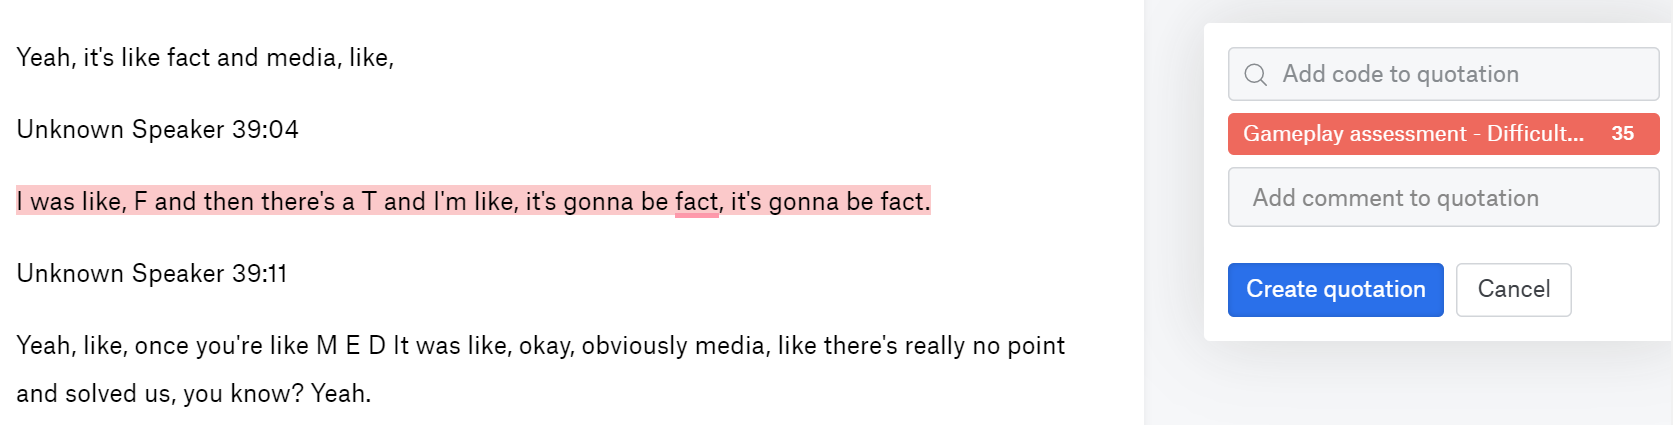 Yeah, it's like fact and media, like,
Unknown Speaker 39:04
I was like, F and then there's a T and I'm like, it's gonna be fact, it's gonna be fact.
Unknown Speaker 39:11
Yeah, like, once you're like M E D It was like, okay, obviously media, like there's really no point
and solved us, you know? Yeah.
Add code to quotation
Gameplay assessment - Difficult... 35
Add comment to quotation
Create quotation Cancel